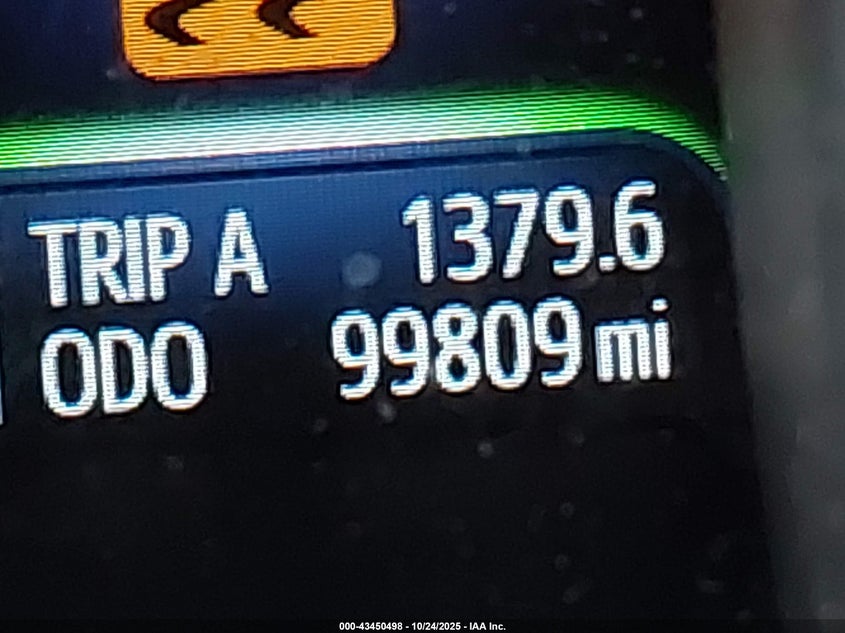 TRIP A 1379.6
ODO 99809 mi
000-43450498 - 10/24/2025 - IAA Inc.